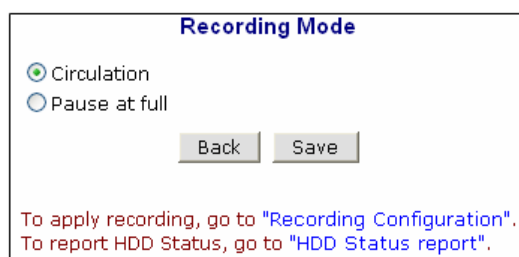 Recording Mode
Circulation
Pause at full
Back Save
To apply recording, go to "Recording Configuration".
To report HDD Status, go to "HDD Status report".